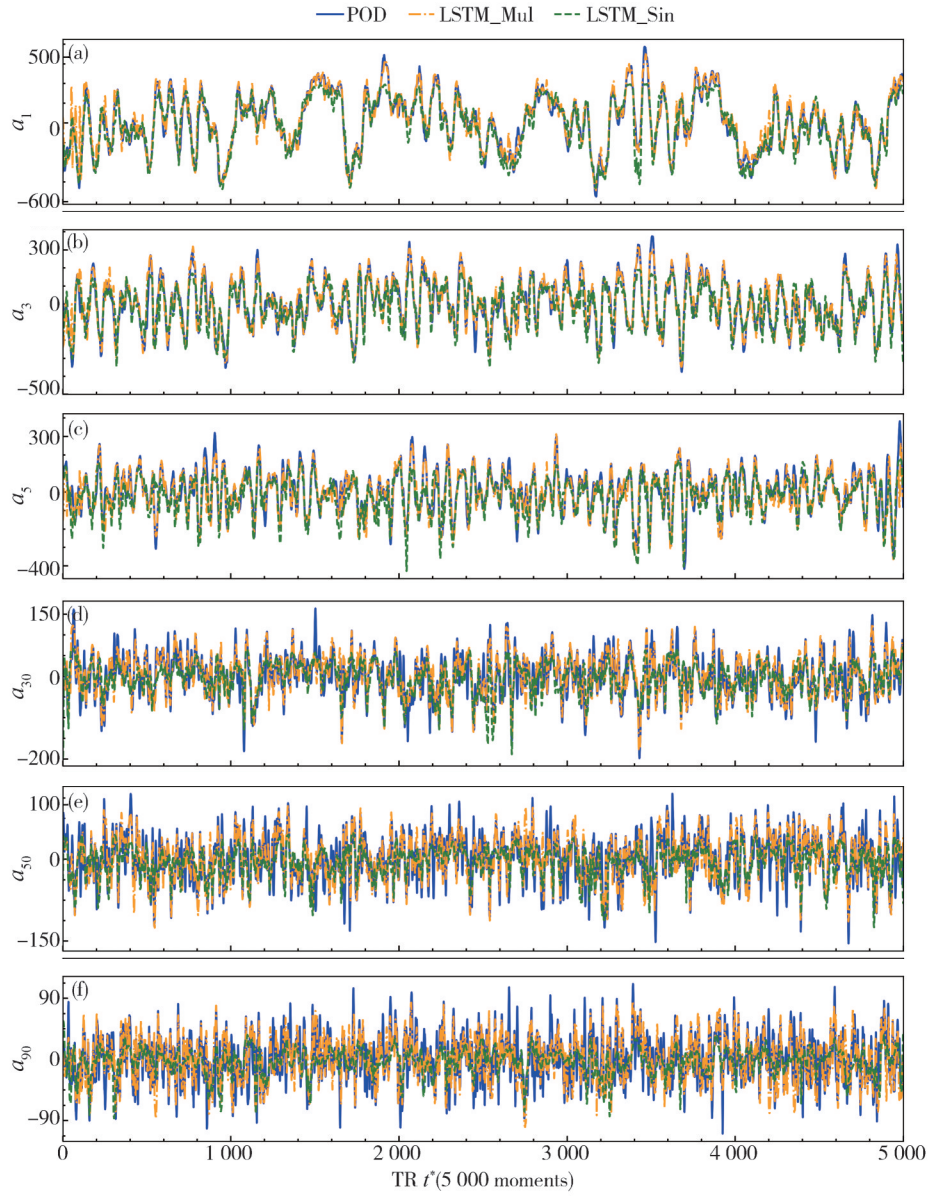 POD LSTM_Mul LSTM_Sin
(a)
500
0
−600
a1
(b)
300
0
−500
a3
(c)
300
0
−400
a5
(d)
150
0
−200
a30
(e)
100
0
−150
a50
(f)
90
0
−90
a90
0 1 000 2 000 3 000 4 000 5 000
TR t*(5 000 moments)